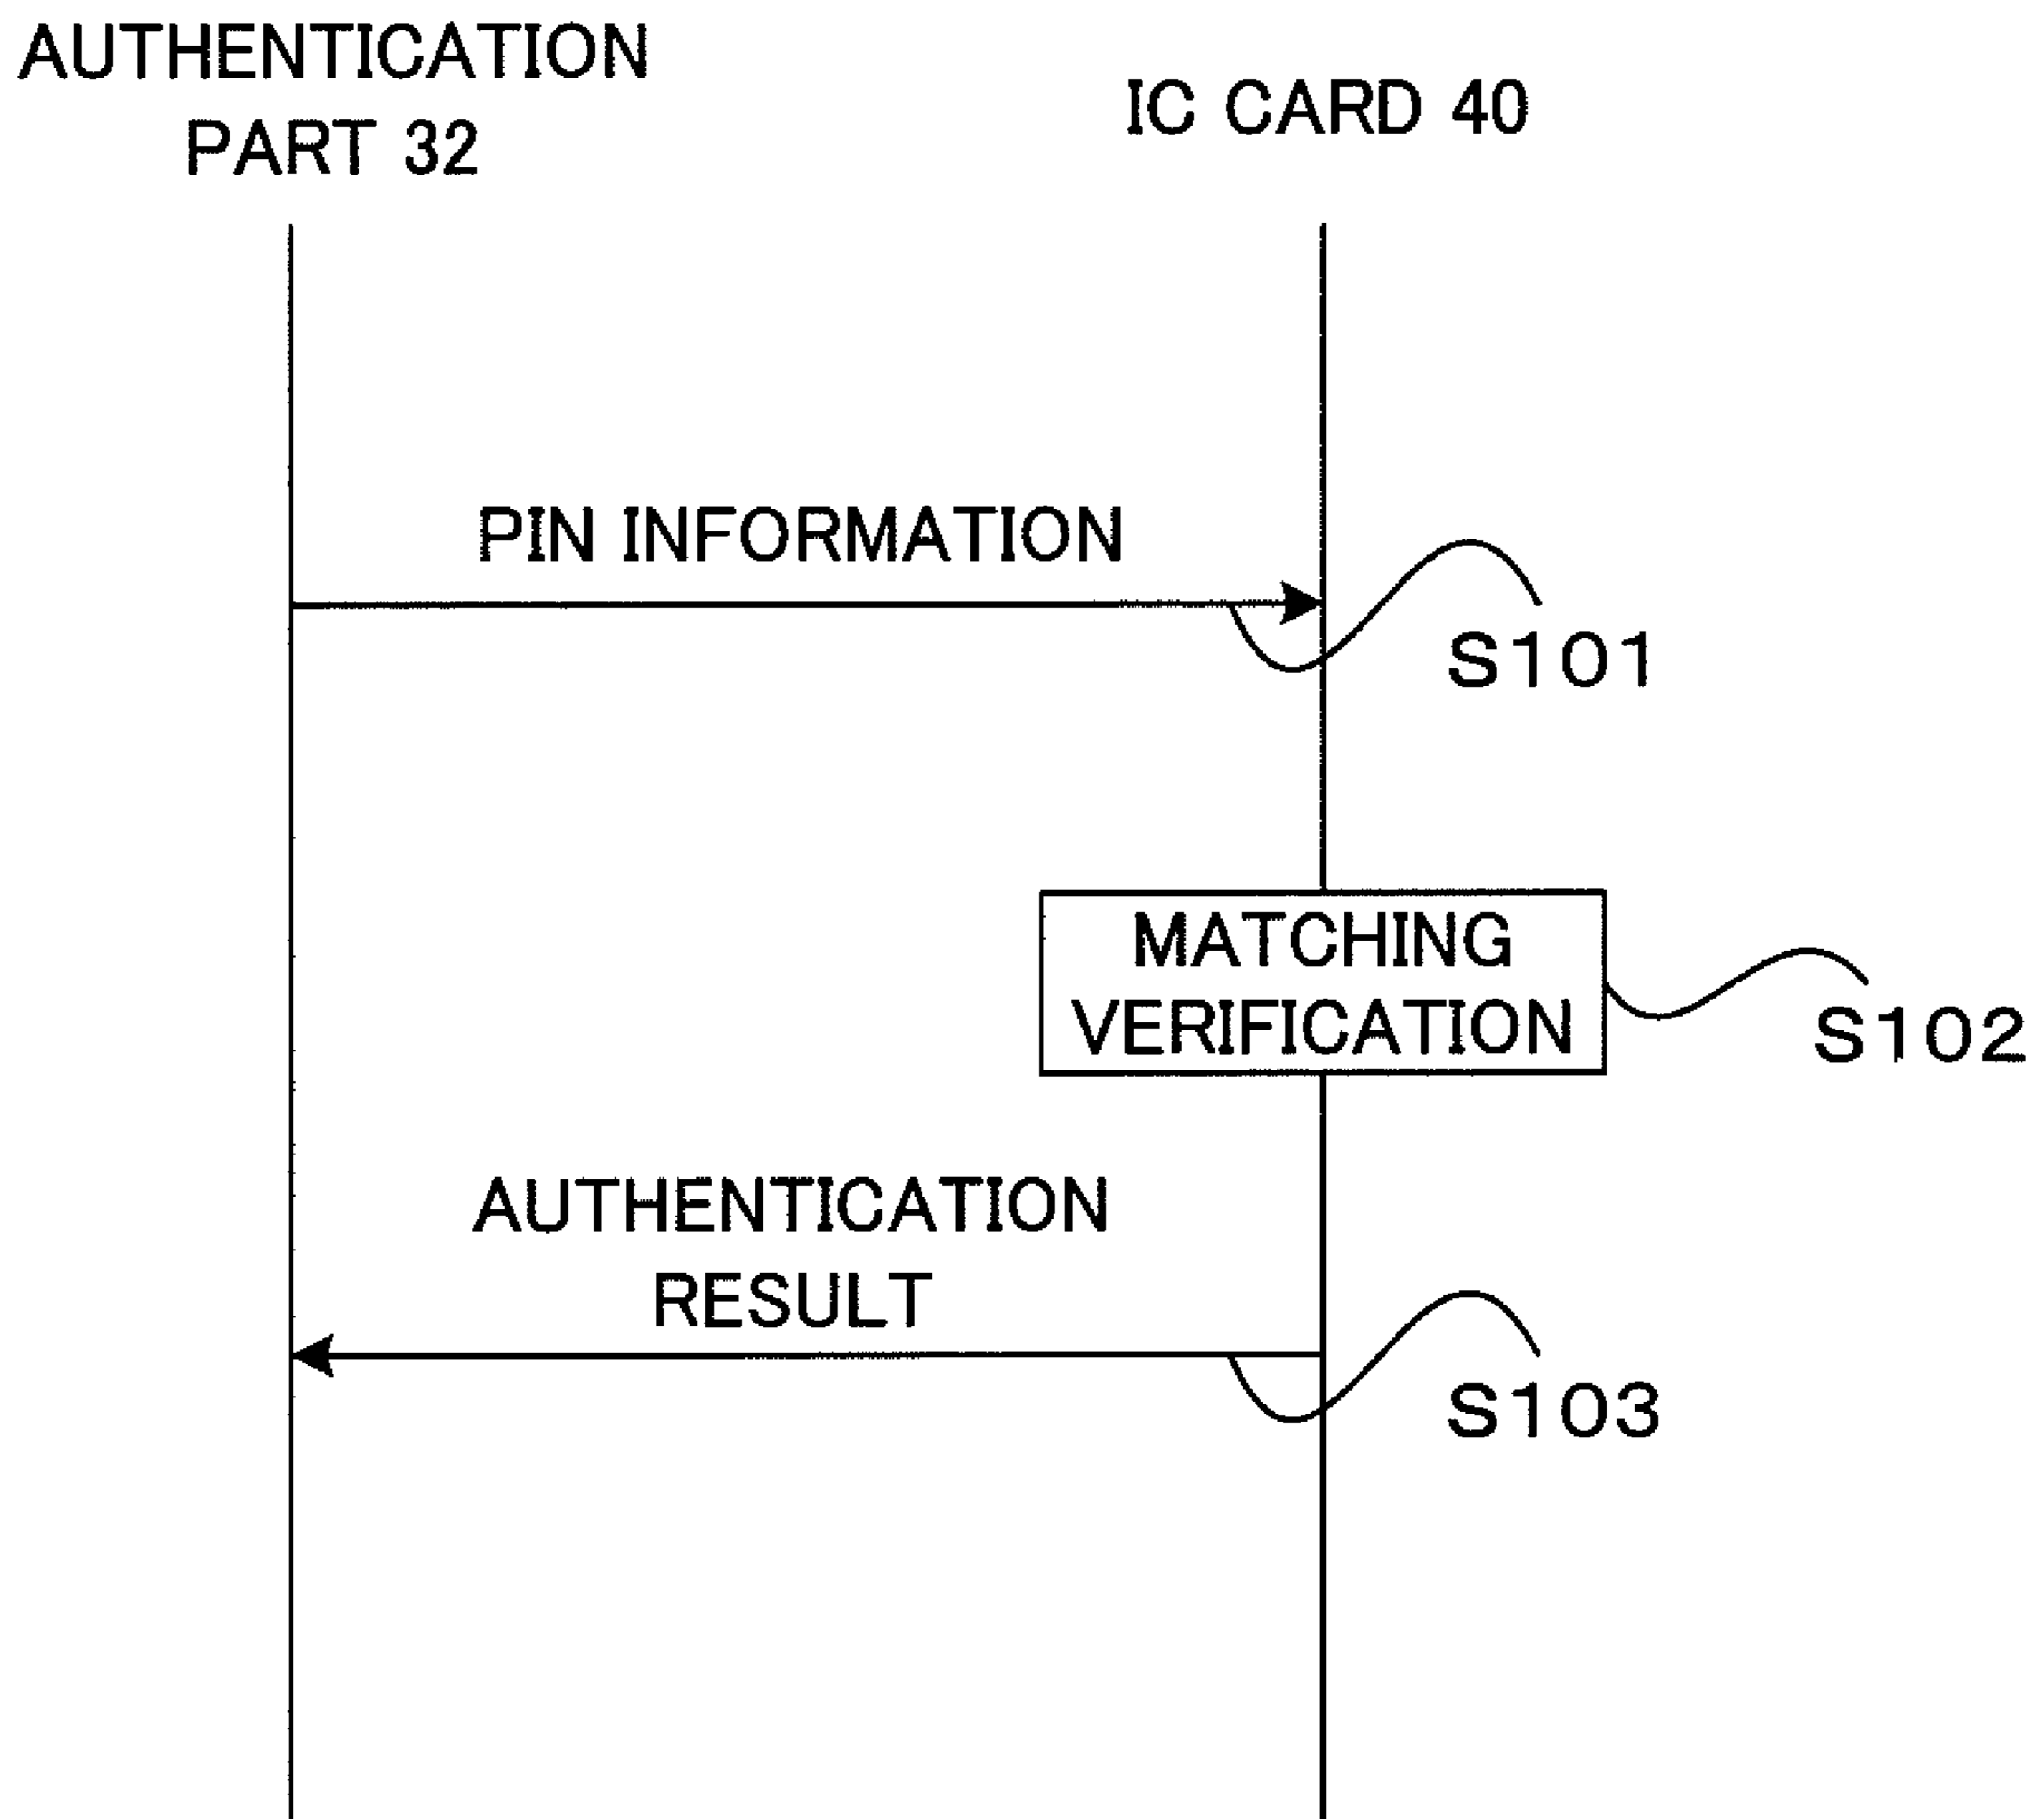 AUTHENTICATION
PART 32
IC CARD 40
PIN INFORMATION
S101
MATCHING
VERIFICATION
S102
AUTHENTICATION
RESULT
S103